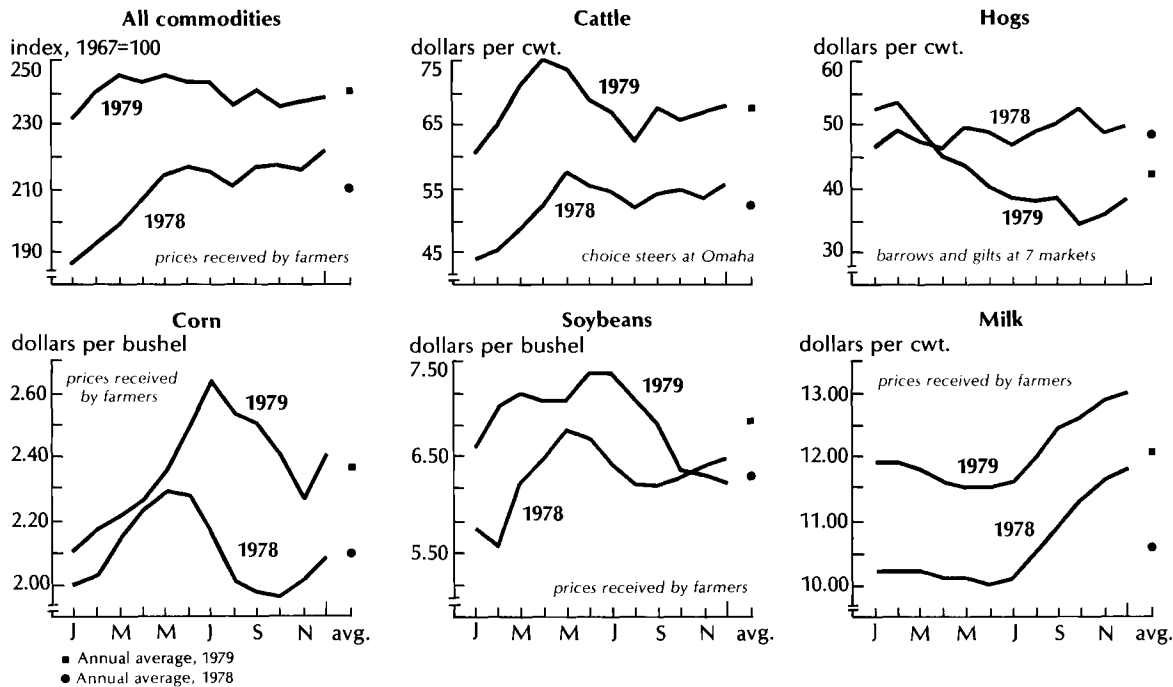 All commodities
index, 1967=100
250
230
210
190
1979
1978
prices received by farmers
Cattle
dollars per cwt.
75
65
55
45
1979
1978
choice steers at Omaha
Hogs
dollars per cwt.
60
50
40
30
1978
1979
barrows and gilts at 7 markets
Corn
dollars per bushel
prices received
by farmers
2.60
2.40
2.20
2.00
1979
1978
J M M J S N avg.
Soybeans
dollars per bushel
7.50
6.50
5.50
1979
1978
prices received by farmers
J M M J S N avg.
Milk
dollars per cwt.
prices received by farmers
13.00
12.00
11.00
10.00
1979
1978
J M M J S N avg.
Annual average, 1979
Annual average, 1978